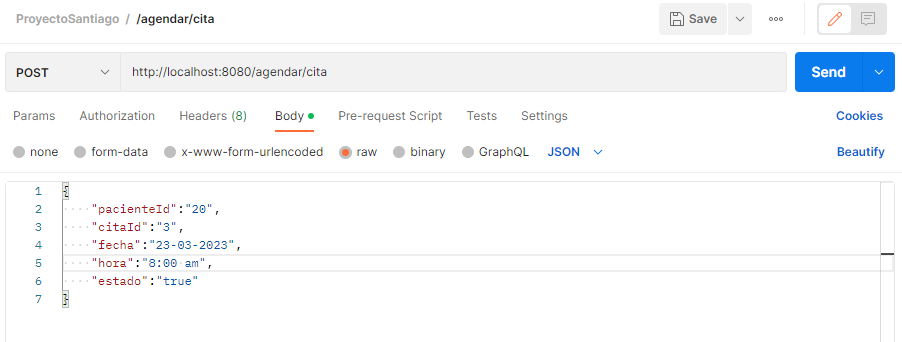 ProyectoSantiago / /agendar/cita
Save
POST
http://localhost:8080/agendar/cita
Send
Params Authorization Headers (8) Body Pre-request Script Tests Settings Cookies
none form-data x-www-form-urlencoded raw binary GraphQL JSON Beautify
1 {
2 "pacienteId":"20",
3 "citaId":"3",
4 "fecha":"23-03-2023",
5 "hora":"8:00 am",
6 "estado":"true"
7 }